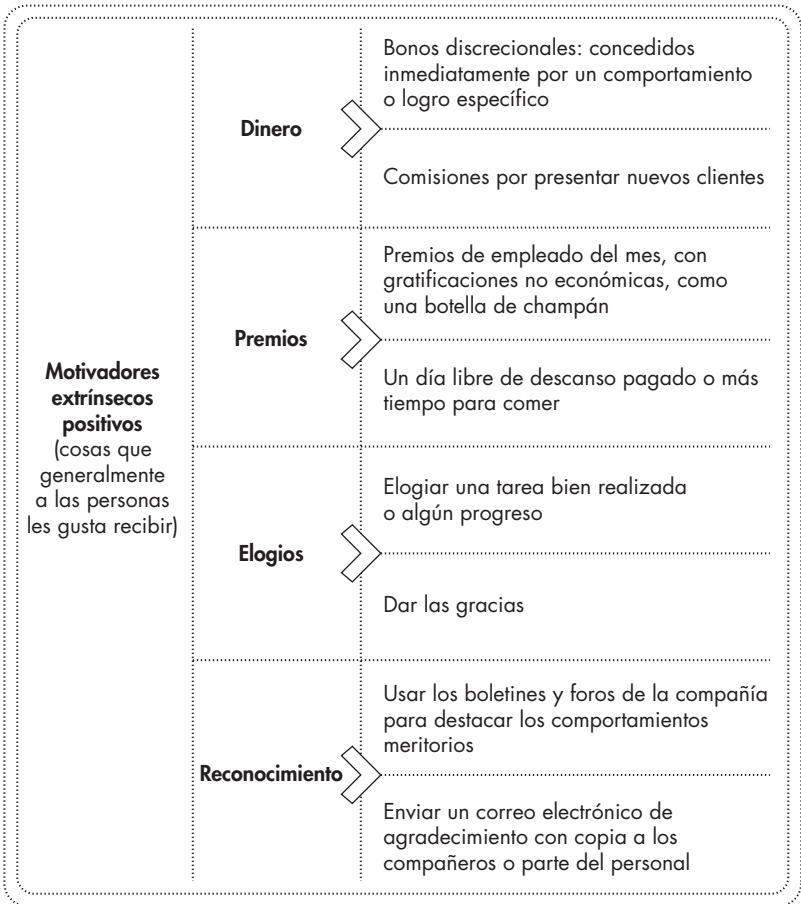 Motivadores
extrínsecos
positivos
(cosas que
generalmente
a las personas
les gusta recibir)
Dinero
Bonos discrecionales: concedidos
inmediatamente por un comportamiento
o logro específico
Comisiones por presentar nuevos clientes
Premios
Premios de empleado del mes, con
gratificaciones no económicas, como
una botella de champán
Un día libre de descanso pagado o más
tiempo para comer
Elogios
Elogiar una tarea bien realizada
o algún progreso
Dar las gracias
Reconocimiento
Usar los boletines y foros de la compañía
para destacar los comportamientos
meritorios
Enviar un correo electrónico de
agradecimiento con copia a los
compañeros o parte del personal